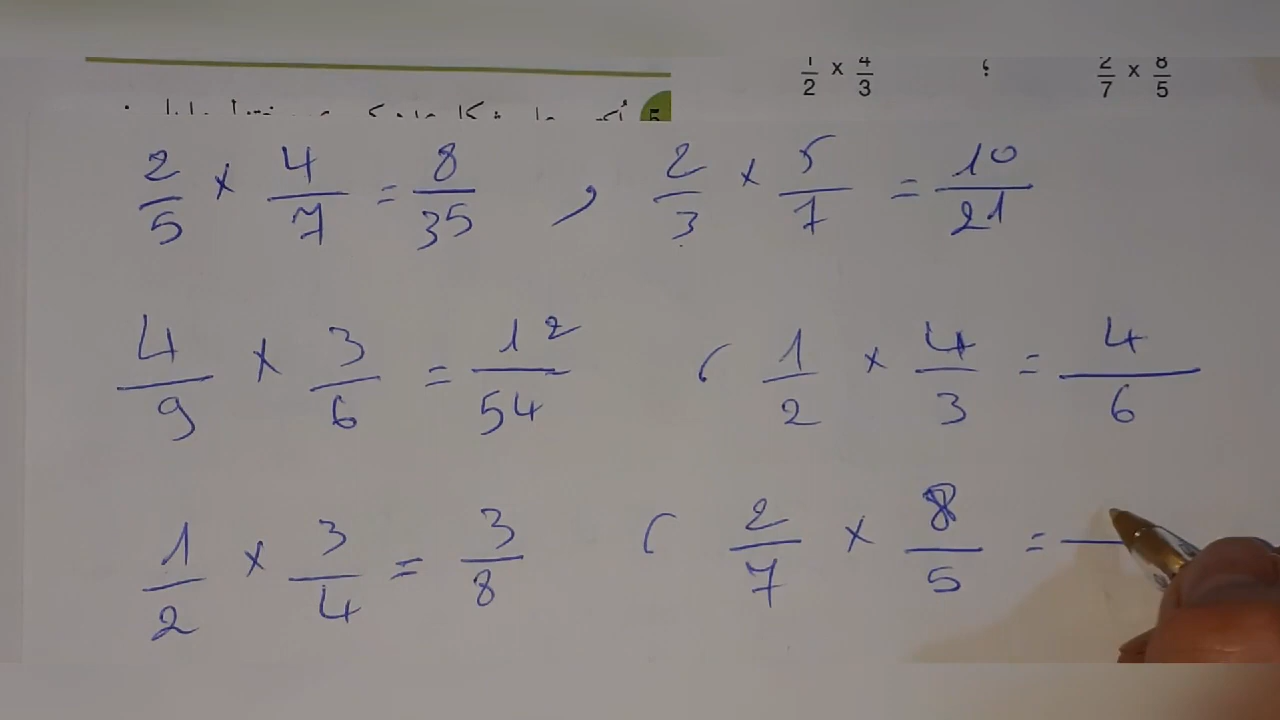 1/2 × 4/3 ؛ 2/7 × 8/5
5
2/5 × 4/7 = 8/35 , 2/3 × 5/7 = 10/21
4/9 × 3/6 = 12/54 ( 1/2 × 4/3 = 4/6
1/2 × 3/4 = 3/8 ( 2/7 × 8/5 =